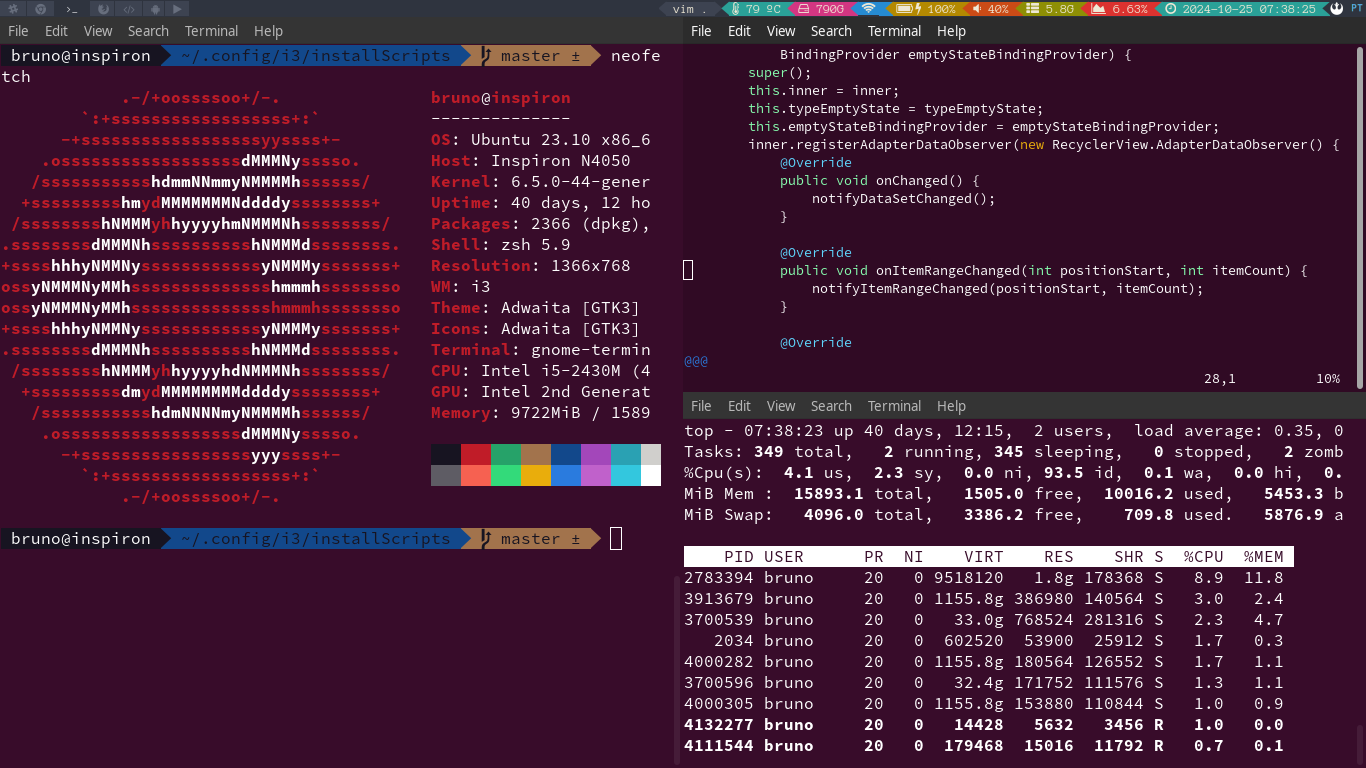 vim . 79 ºC 790G 100% 40% 5.8G 6.63% 2024-10-25 07:38:25 PT
File Edit View Search Terminal Help
bruno@inspiron ~/.config/i3/installScripts master ± neofe
tch
.-/+oossssoo+/-.
`:+ssssssssssssssssss+:`
-+ssssssssssssssssssyyssss+-
.ossssssssssssssssssdMMMNysssso.
/ssssssssssshdmmNNmmyNMMMMhssssss/
+ssssssssshmydMMMMMMMNddddyssssssss+
/sssssssshNMMMyhhyyyyhmNMMMNhssssssss/
.ssssssssdMMMNhsssssssssshNMMMdssssssss.
+sssshhhyNMMNyssssssssssssyNMMMysssssss+
ossyNMMMNyMMhsssssssssssssshmmmhssssssso
ossyNMMMNyMMhsssssssssssssshmmmhssssssso
+sssshhhyNMMNyssssssssssssyNMMMysssssss+
.ssssssssdMMMNhsssssssssshNMMMdssssssss.
/sssssssshNMMMyhhyyyyhdNMMMNhssssssss/
+sssssssssdmydMMMMMMMMddddyssssssss+
/ssssssssssshdmNNNNmyNMMMMhssssss/
.ossssssssssssssssssdMMMNysssso.
-+sssssssssssssssssyyyssss+-
`:+ssssssssssssssssss+:`
.-/+oossssoo+/-.
bruno@inspiron
--------------
OS: Ubuntu 23.10 x86_6
Host: Inspiron N4050
Kernel: 6.5.0-44-gener
Uptime: 40 days, 12 ho
Packages: 2366 (dpkg),
Shell: zsh 5.9
Resolution: 1366x768
WM: i3
Theme: Adwaita [GTK3]
Icons: Adwaita [GTK3]
Terminal: gnome-termin
CPU: Intel i5-2430M (4
GPU: Intel 2nd Generat
Memory: 9722MiB / 1589
bruno@inspiron ~/.config/i3/installScripts master ±
File Edit View Search Terminal Help
BindingProvider emptyStateBindingProvider) {
super();
this.inner = inner;
this.typeEmptyState = typeEmptyState;
this.emptyStateBindingProvider = emptyStateBindingProvider;
inner.registerAdapterDataObserver(new RecyclerView.AdapterDataObserver() {
@Override
public void onChanged() {
notifyDataSetChanged();
}
@Override
public void onItemRangeChanged(int positionStart, int itemCount) {
notifyItemRangeChanged(positionStart, itemCount);
}
@Override
@@@
28,1 10%
File Edit View Search Terminal Help
top - 07:38:23 up 40 days, 12:15, 2 users, load average: 0.35, 0
Tasks: 349 total, 2 running, 345 sleeping, 0 stopped, 2 zomb
%Cpu(s): 4.1 us, 2.3 sy, 0.0 ni, 93.5 id, 0.1 wa, 0.0 hi, 0.
MiB Mem : 15893.1 total, 1505.0 free, 10016.2 used, 5453.3 b
MiB Swap: 4096.0 total, 3386.2 free, 709.8 used. 5876.9 a
PID USER PR NI VIRT RES SHR S %CPU %MEM
2783394 bruno 20 0 9518120 1.8g 178368 S 8.9 11.8
3913679 bruno 20 0 1155.8g 386980 140564 S 3.0 2.4
3700539 bruno 20 0 33.0g 768524 281316 S 2.3 4.7
2034 bruno 20 0 602520 53900 25912 S 1.7 0.3
4000282 bruno 20 0 1155.8g 180564 126552 S 1.7 1.1
3700596 bruno 20 0 32.4g 171752 111576 S 1.3 1.1
4000305 bruno 20 0 1155.8g 153880 110844 S 1.0 0.9
4132277 bruno 20 0 14428 5632 3456 R 1.0 0.0
4111544 bruno 20 0 179468 15016 11792 R 0.7 0.1